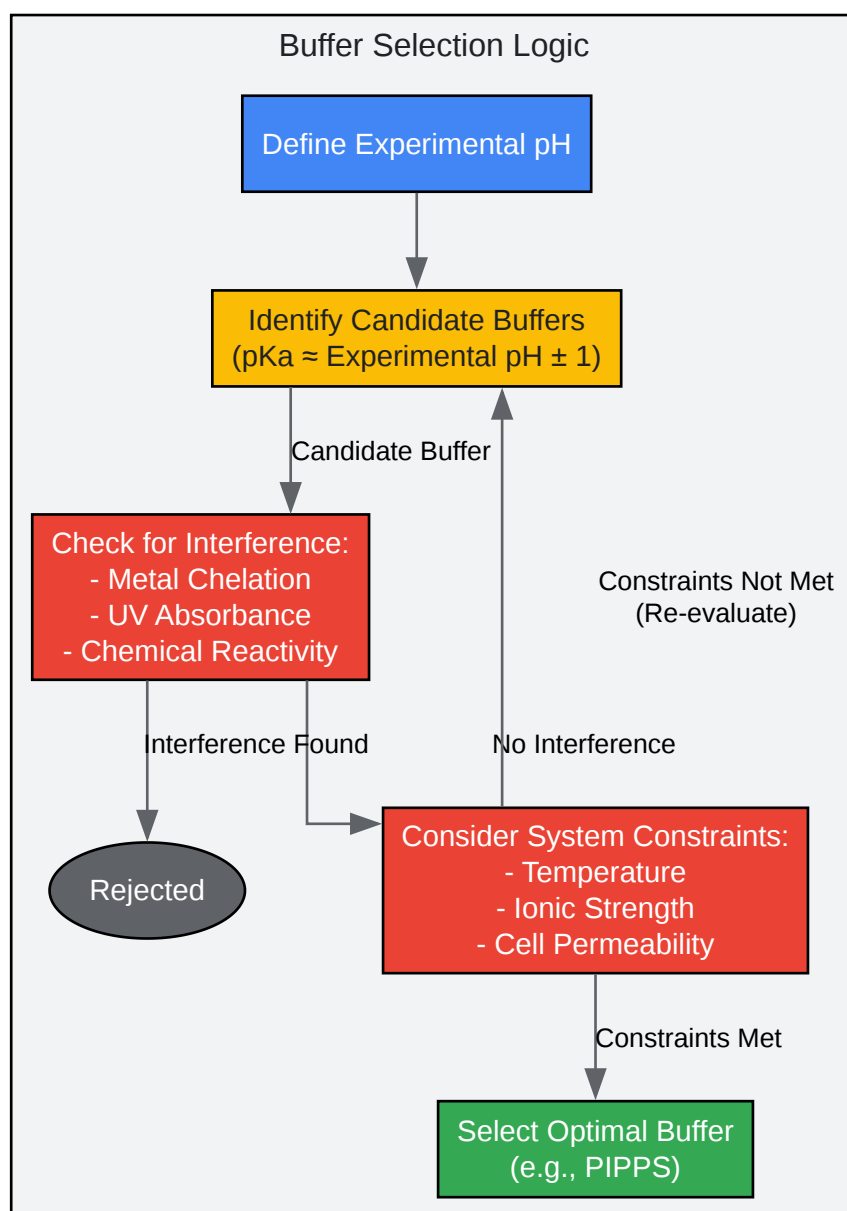 Buffer Selection Logic
Define Experimental pH
Identify Candidate Buffers
(pKa ≈ Experimental pH ± 1)
Candidate Buffer
Check for Interference:
- Metal Chelation
- UV Absorbance
- Chemical Reactivity
Constraints Not Met
(Re-evaluate)
Interference Found
No Interference
Rejected
Consider System Constraints:
- Temperature
- Ionic Strength
- Cell Permeability
Constraints Met
Select Optimal Buffer
(e.g., PIPPS)